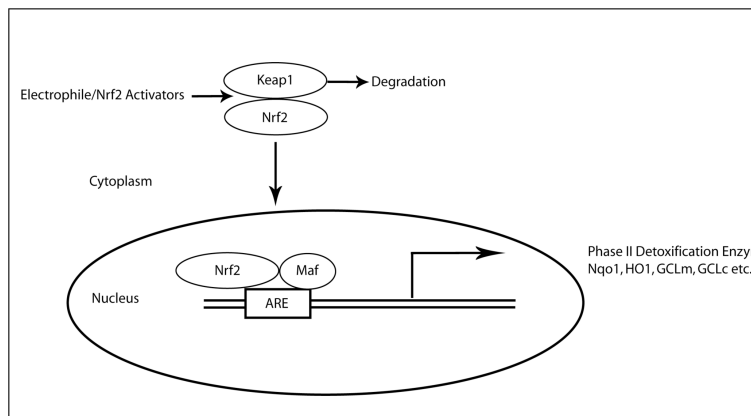 Keap1
Degradation
Electrophile/Nrf2 Activators
Nrf2
Cytoplasm
Phase II Detoxification Enzy
Nqo1, HO1, GCLm, GCLc etc.
Nrf2
Maf
Nucleus
ARE